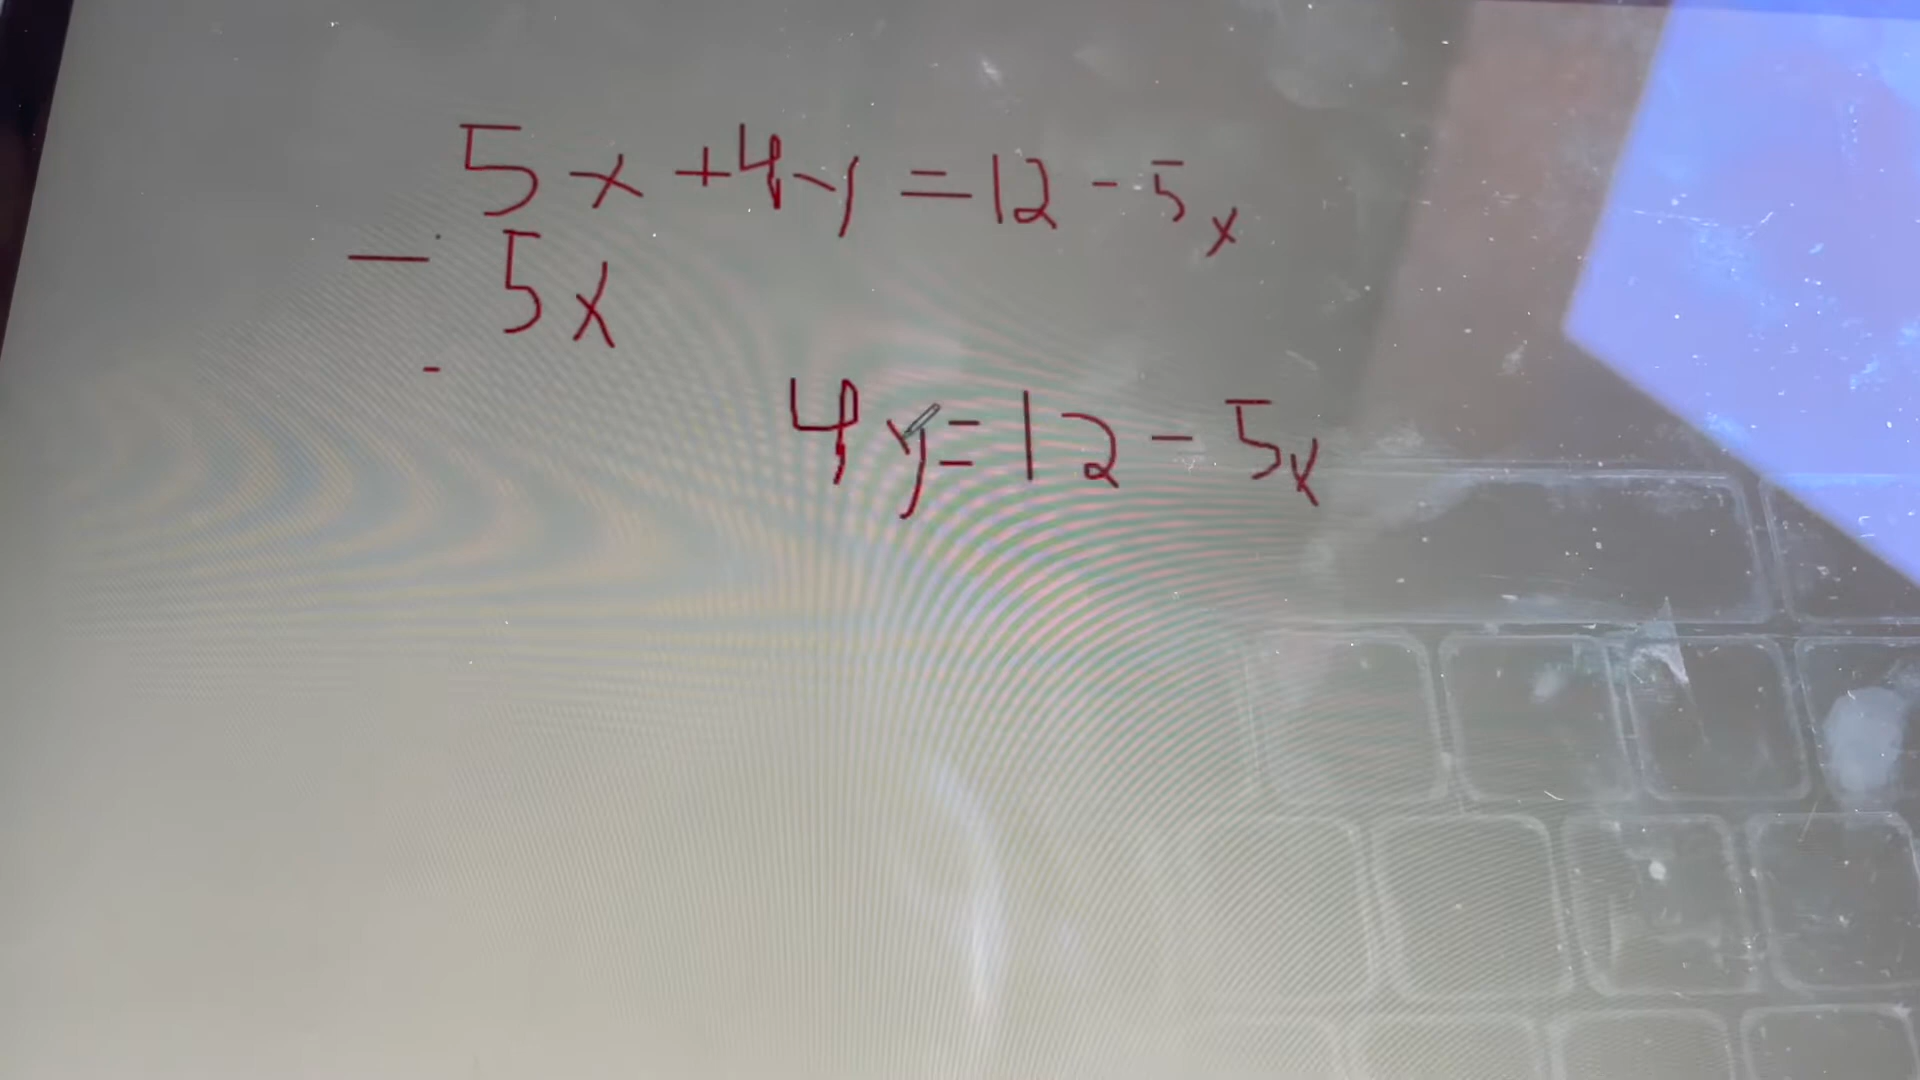 5x +4y = 12 - 5x
- 5x
4y = 12 - 5x